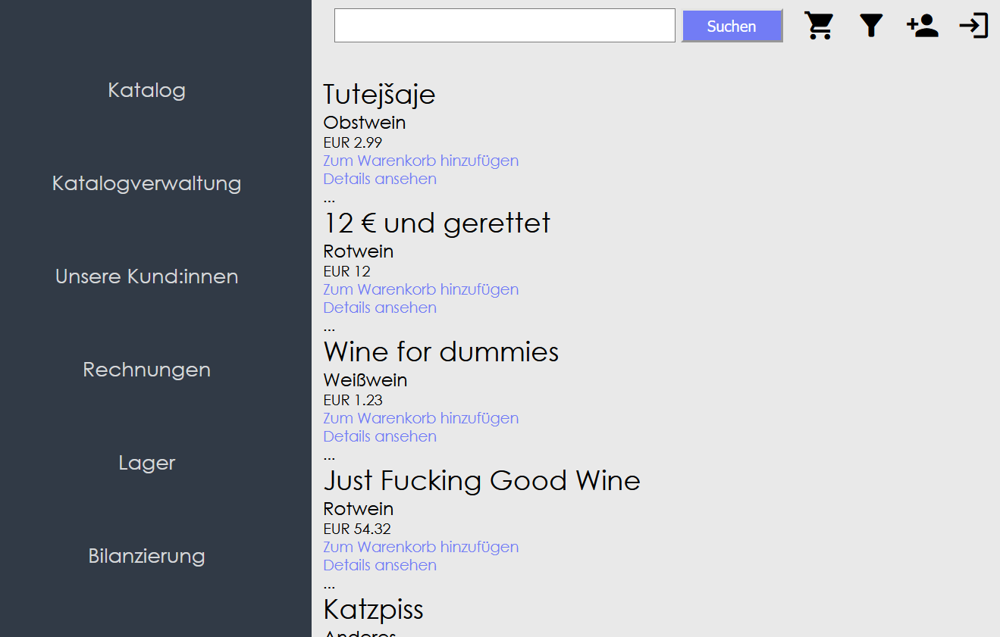 Suchen
Katalog
Katalogverwaltung
Unsere Kund:innen
Rechnungen
Lager
Bilanzierung
Tutejšaje
Obstwein
EUR 2.99
Zum Warenkorb hinzufügen
Details ansehen
...
12 € und gerettet
Rotwein
EUR 12
Zum Warenkorb hinzufügen
Details ansehen
...
Wine for dummies
Weißwein
EUR 1.23
Zum Warenkorb hinzufügen
Details ansehen
...
Just Fucking Good Wine
Rotwein
EUR 54.32
Zum Warenkorb hinzufügen
Details ansehen
...
Katzpiss
Anderes